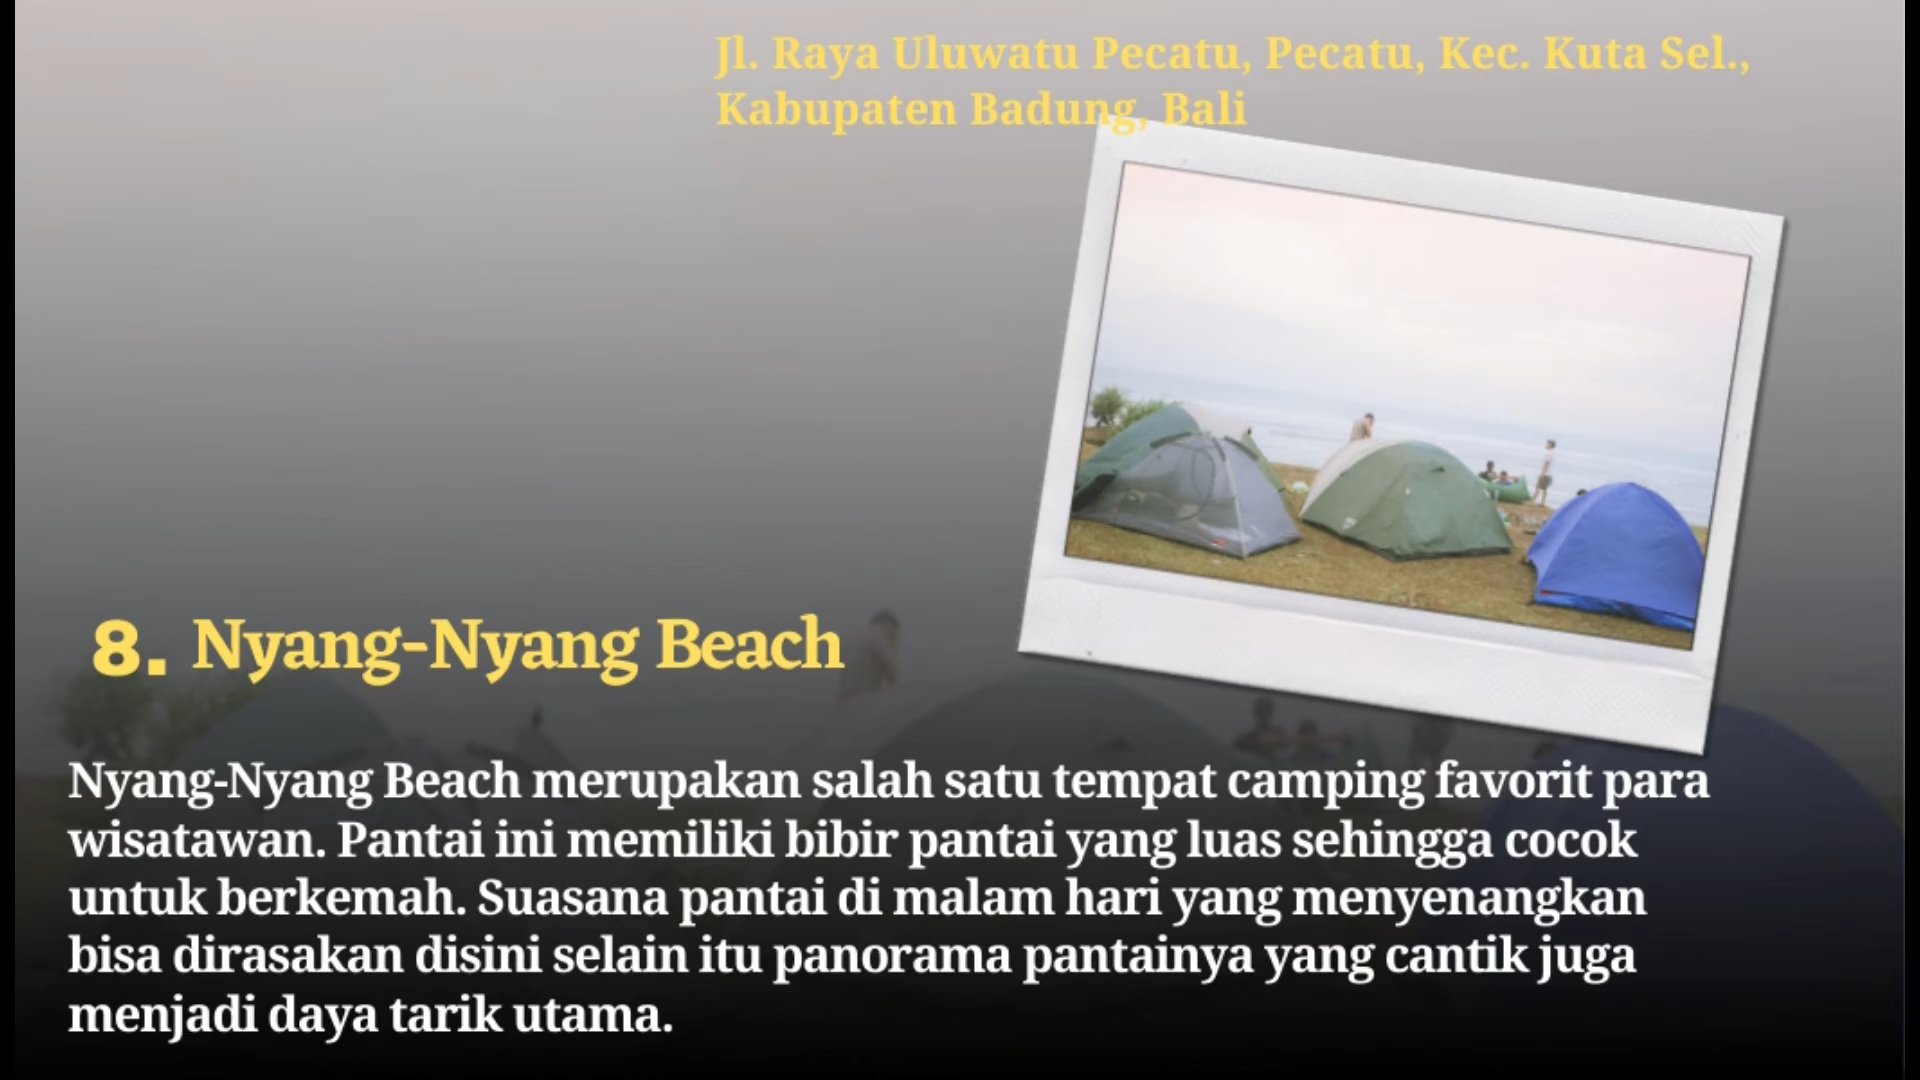 Jl. Raya Uluwatu Pecatu, Pecatu, Kec. Kuta Sel.,
Kabupaten Badung, Bali
8. Nyang-Nyang Beach
Nyang-Nyang Beach merupakan salah satu tempat camping favorit para
wisatawan. Pantai ini memiliki bibir pantai yang luas sehingga cocok
untuk berkemah. Suasana pantai di malam hari yang menyenangkan
bisa dirasakan disini selain itu panorama pantainya yang cantik juga
menjadi daya tarik utama.